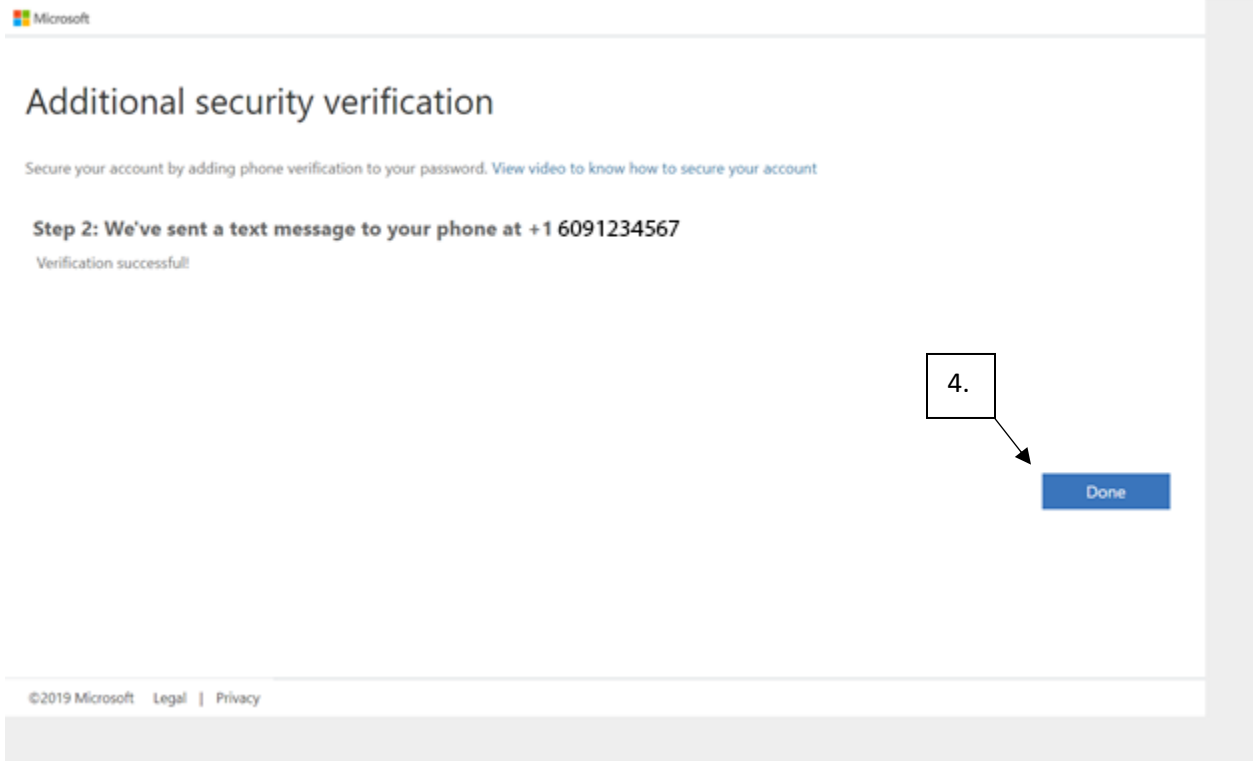 Microsoft
Additional security verification
Secure your account by adding phone verification to your password. View video to know how to secure your account
Step 2: We've sent a text message to your phone at +1 6091234567
Verification successful!
4.
Done
©2019 Microsoft Legal | Privacy